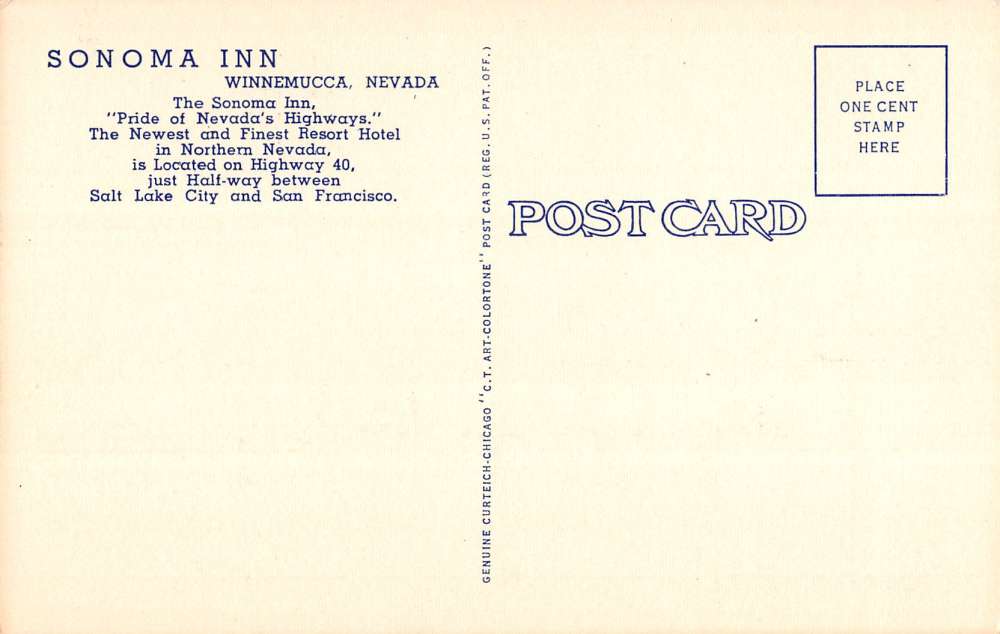 SONOMA INN
WINNEMUCCA, NEVADA
The Sonoma Inn,
"Pride of Nevada's Highways."
The Newest and Finest Resort Hotel
in Northern Nevada,
is Located on Highway 40,
just Half-way between
Salt Lake City and San Francisco.
GENUINE CURTEICH-CHICAGO "C.T. ART-COLORTONE" POST CARD (REG. U.S. PAT. OFF.)
POST CARD
PLACE
ONE CENT
STAMP
HERE